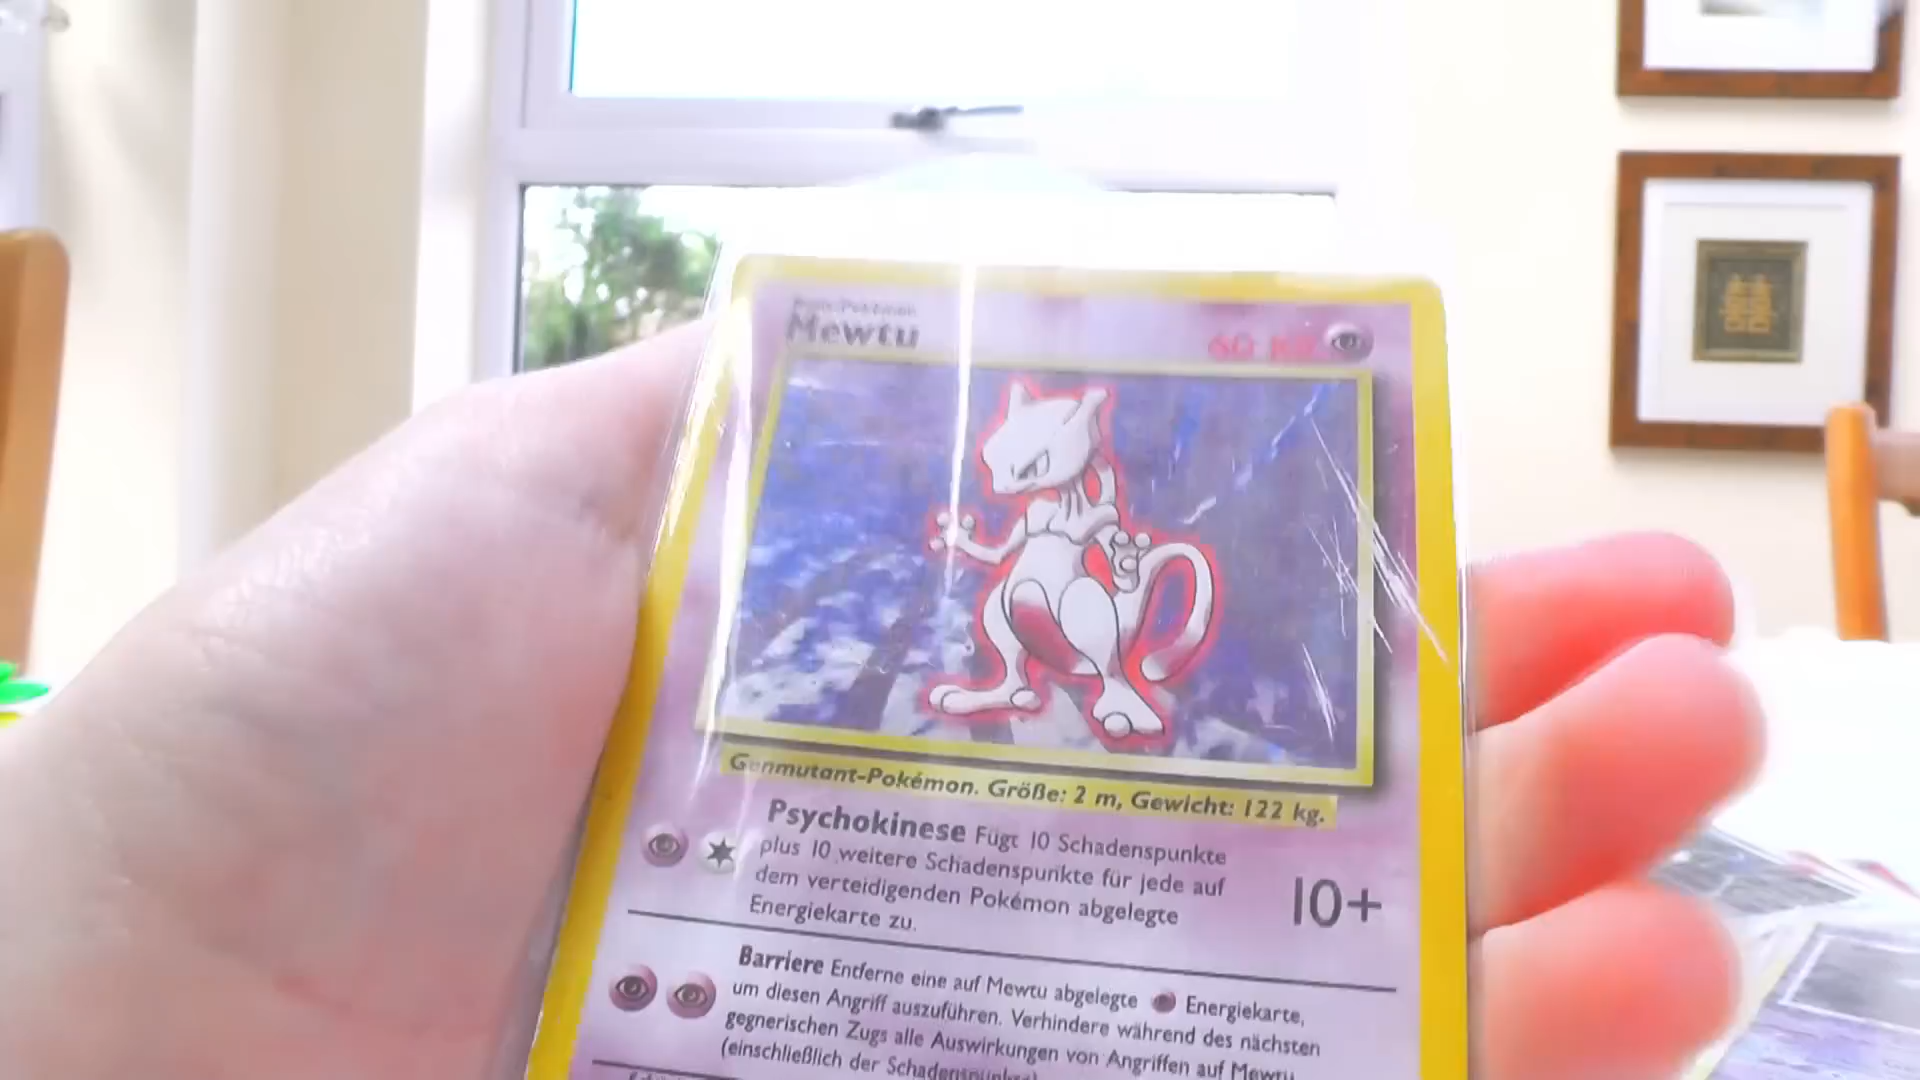 Mewtu
60 KP
Genmutant-Pokémon. Größe: 2 m, Gewicht: 122 kg.
Psychokinese Fügt 10 Schadenspunkte
plus 10 weitere Schadenspunkte für jede auf
dem verteidigenden Pokémon abgelegte
Energiekarte zu.
10+
Barriere Entferne eine auf Mewtu abgelegte Energiekarte,
um diesen Angriff auszuführen. Verhindere während des nächsten
gegnerischen Zugs alle Auswirkungen von Angriffen auf Mewtu
(einschließlich der Schadenspunkte)